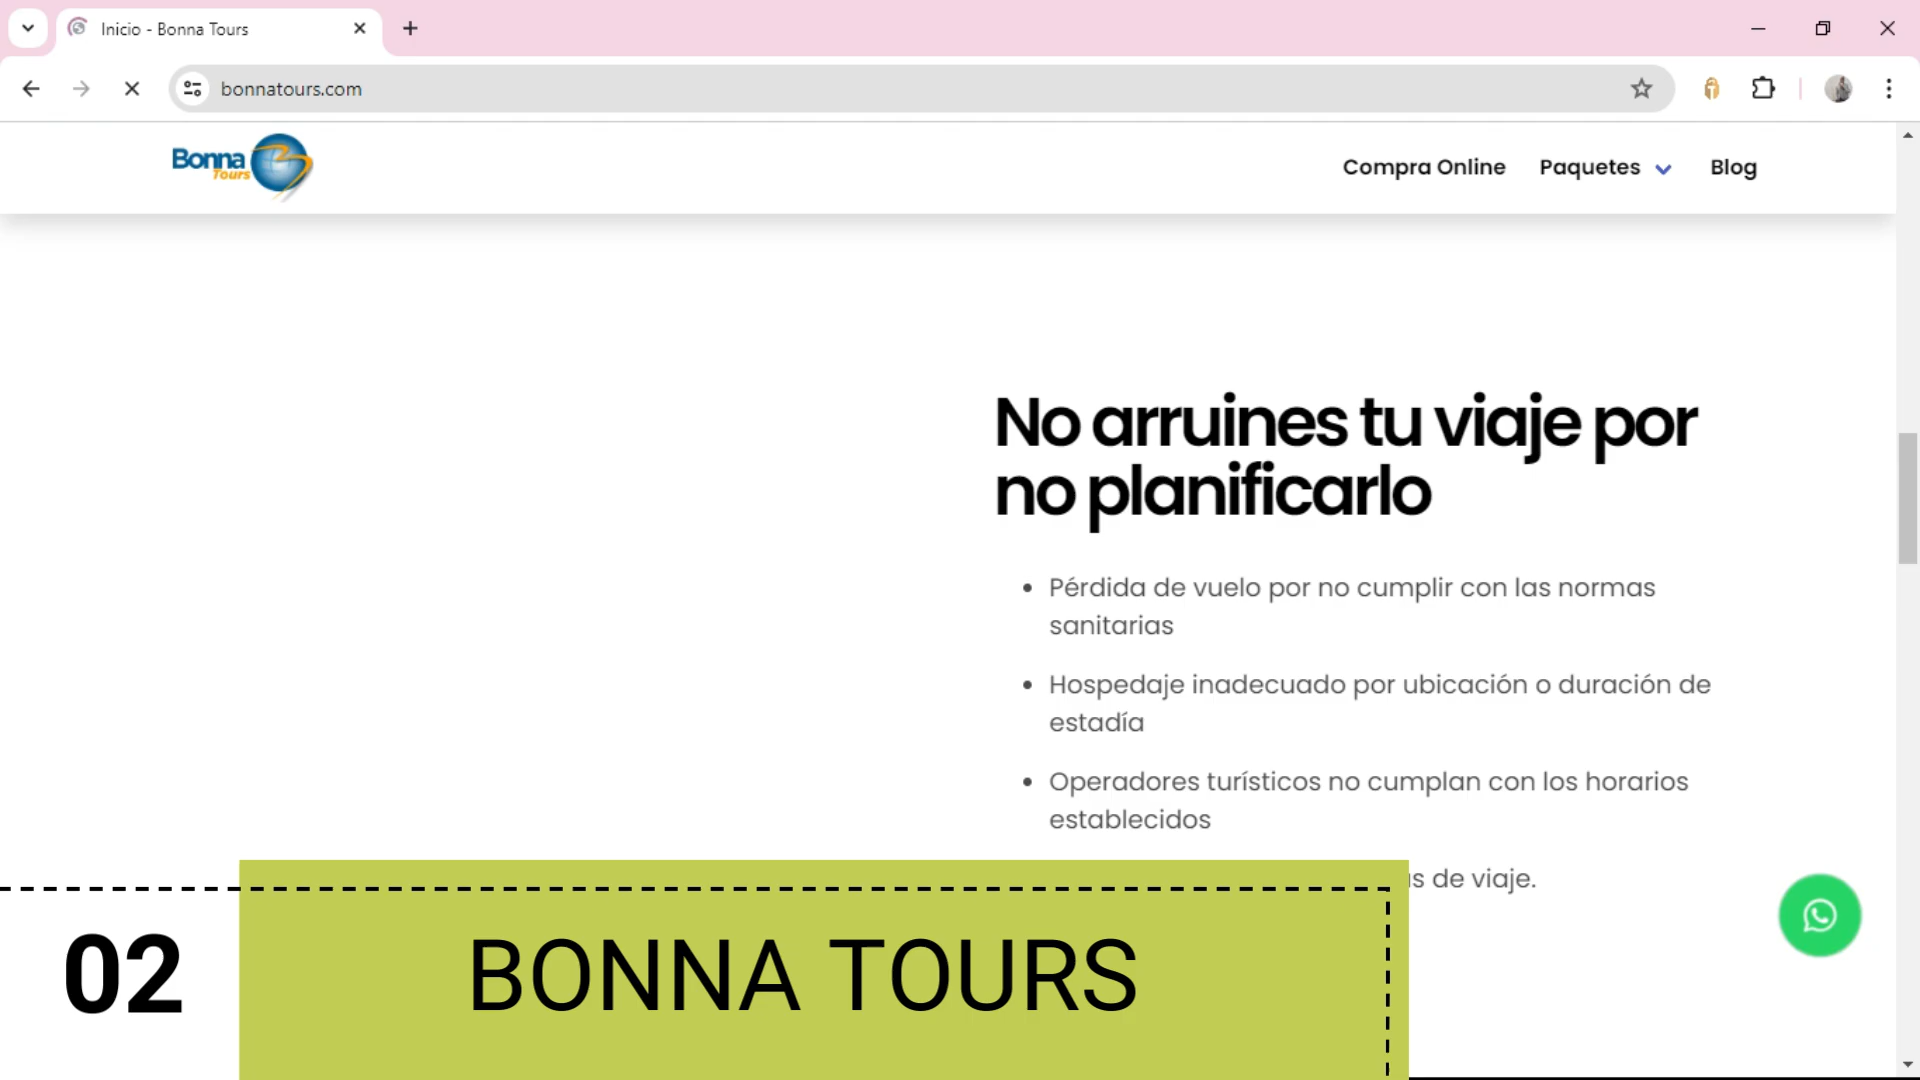 Inicio - Bonna Tours
bonnatours.com
Bonna
Tours
Compra Online Paquetes Blog
No arruines tu viaje por
no planificarlo
• Pérdida de vuelo por no cumplir con las normas
sanitarias
• Hospedaje inadecuado por ubicación o duración de
estadía
• Operadores turísticos no cumplan con los horarios
establecidos
de viaje.
02 BONNA TOURS